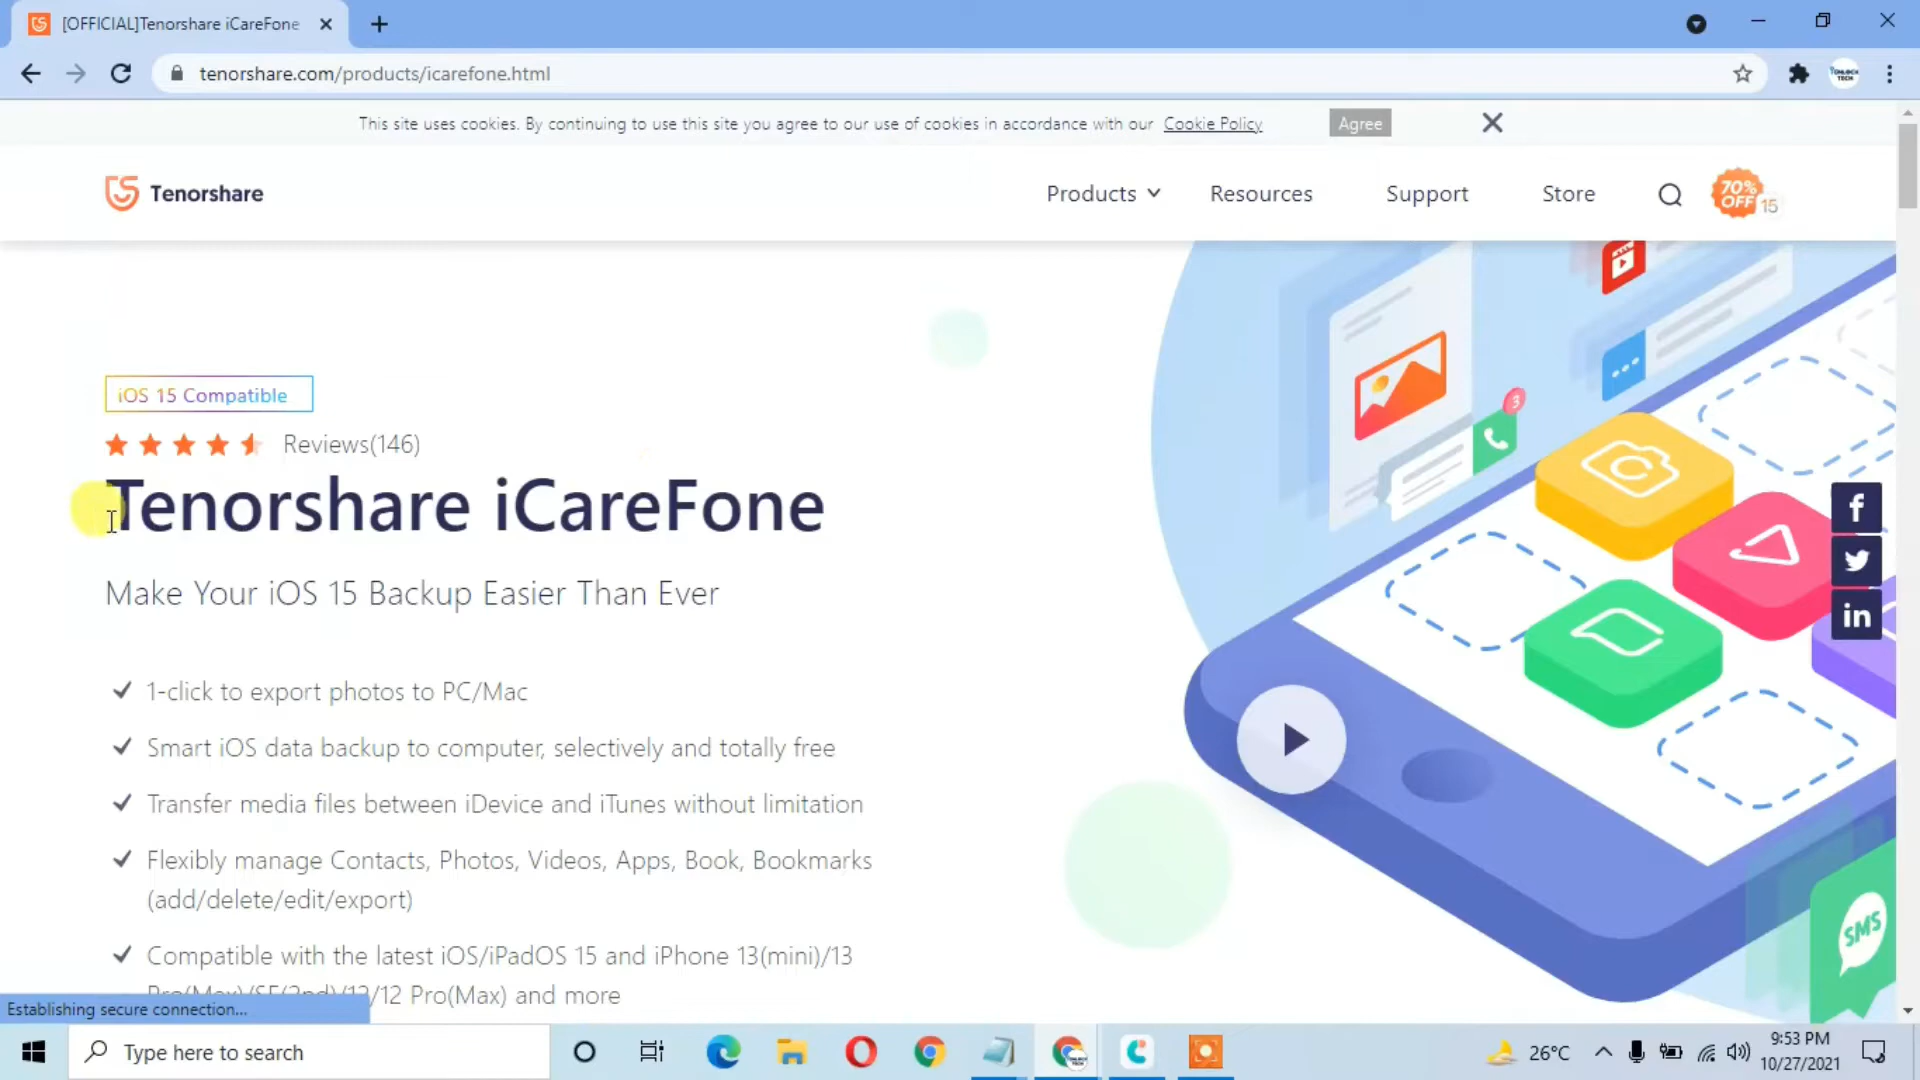 [OFFICIAL]Tenorshare iCareFone
tenorshare.com/products/icarefone.html
This site uses cookies. By continuing to use this site you agree to our use of cookies in accordance with our Cookie Policy
Agree
Tenorshare
Products
Resources
Support
Store
70%
OFF
15
iOS 15 Compatible
3
Reviews(146)
Tenorshare iCareFone
Make Your iOS 15 Backup Easier Than Ever
1-click to export photos to PC/Mac
Smart iOS data backup to computer, selectively and totally free
Transfer media files between iDevice and iTunes without limitation
Flexibly manage Contacts, Photos, Videos, Apps, Book, Bookmarks
(add/delete/edit/export)
SMS
Compatible with the latest iOS/iPadOS 15 and iPhone 13(mini)/13
/12 Pro(Max) and more
Establishing secure connection...
Type here to search
26°C
9:53 PM
10/27/2021